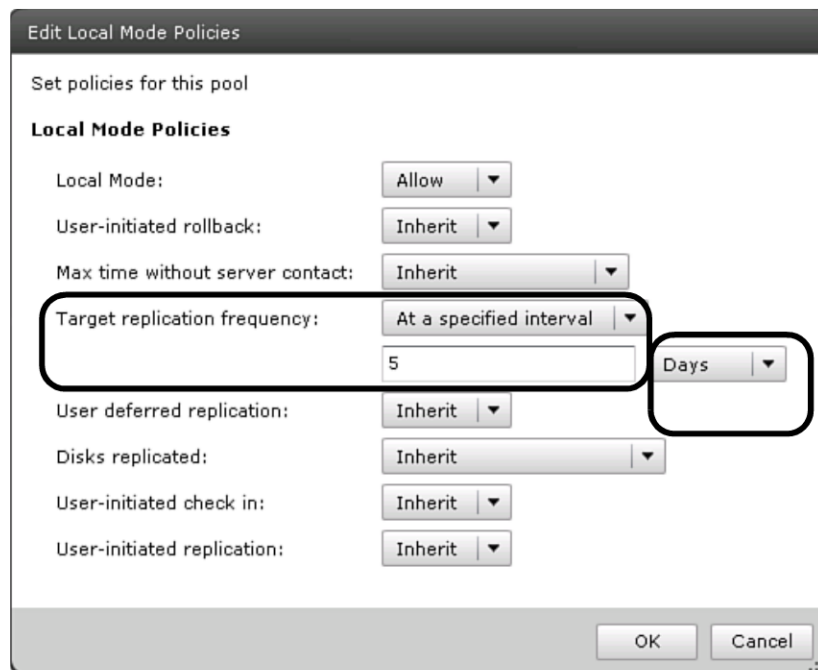 Edit Local Mode Policies
Set policies for this pool
Local Mode Policies
Local Mode: Allow
User-initiated rollback: Inherit
Max time without server contact: Inherit
Target replication frequency: At a specified interval
5 Days
User deferred replication: Inherit
Disks replicated: Inherit
User-initiated check in: Inherit
User-initiated replication: Inherit
OK Cancel